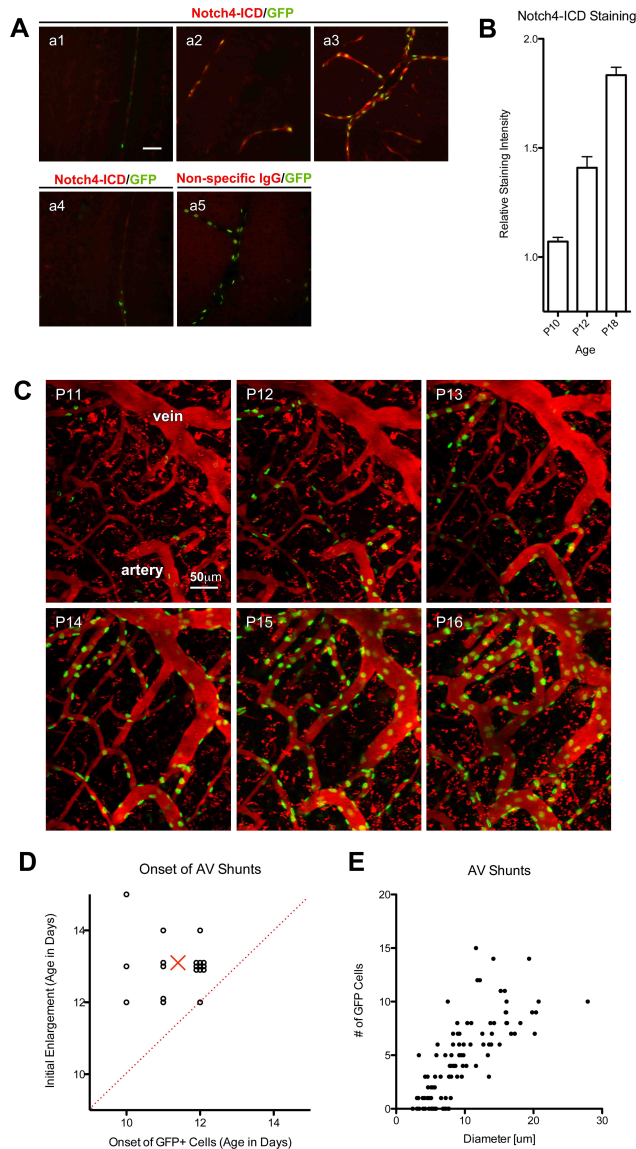 A
Notch4-ICD/GFP
a1
a2
a3
Notch4-ICD/GFP
Non-specific IgG/GFP
a4
a5
B
Notch4-ICD Staining
Relative Staining Intensity
2.0
1.5
1.0
P10
P12
P18
Age
C
P11
vein
artery
50μm
P12
P13
P14
P15
P16
D
Onset of AV Shunts
Initial Enlargement (Age in Days)
14
12
10
10
12
14
Onset of GFP+ Cells (Age in Days)
E
AV Shunts
# of GFP Cells
20
15
10
5
0
0
10
20
30
Diameter [um]